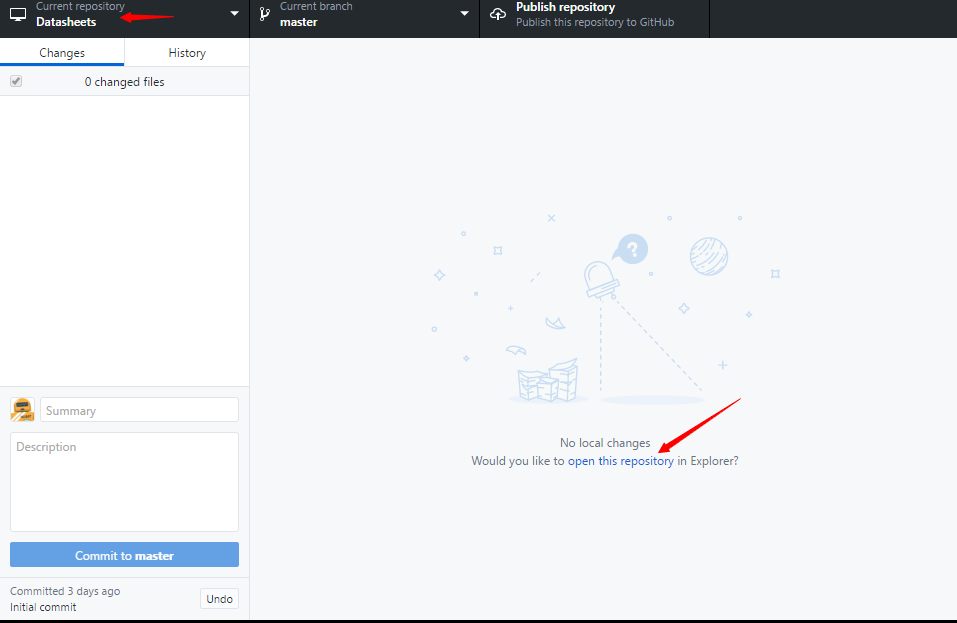 Current repository
Datasheets
Current branch
master
Publish repository
Publish this repository to GitHub
Changes
History
0 changed files
?
No local changes
Would you like to open this repository in Explorer?
Summary
Description
Commit to master
Committed 3 days ago
Initial commit
Undo